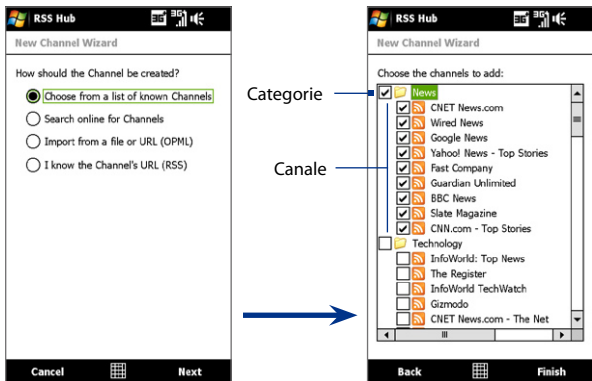 RSS Hub
3G
3G
New Channel Wizard
How should the Channel be created?
Choose from a list of known Channels
Search online for Channels
Import from a file or URL (OPML)
I know the Channel's URL (RSS)
Cancel
Next
Categorie
Canale
RSS Hub
3G
3G
New Channel Wizard
Choose the channels to add:
News
CNET News.com
Wired News
Google News
Yahoo! News - Top Stories
Fast Company
Guardian Unlimited
BBC News
Slate Magazine
CNN.com - Top Stories
Technology
InfoWorld: Top News
The Register
InfoWorld TechWatch
Gizmodo
CNET News.com - The Net
Back
Finish